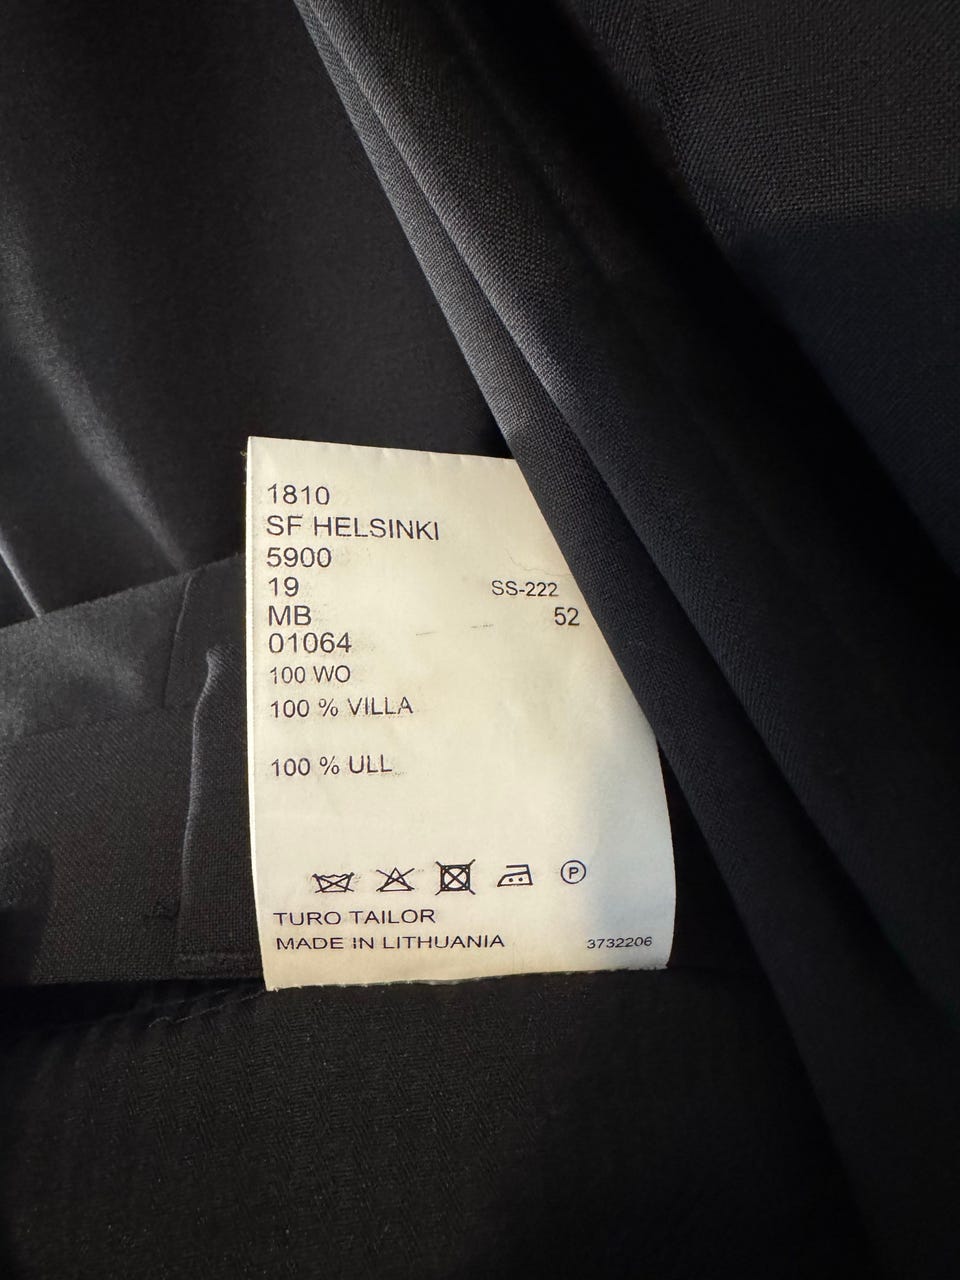 1810
SF HELSINKI
5900
19 SS-222
MB 52
01064
100 WO
100 % VILLA
100 % ULL
P
TURO TAILOR
MADE IN LITHUANIA 3732206